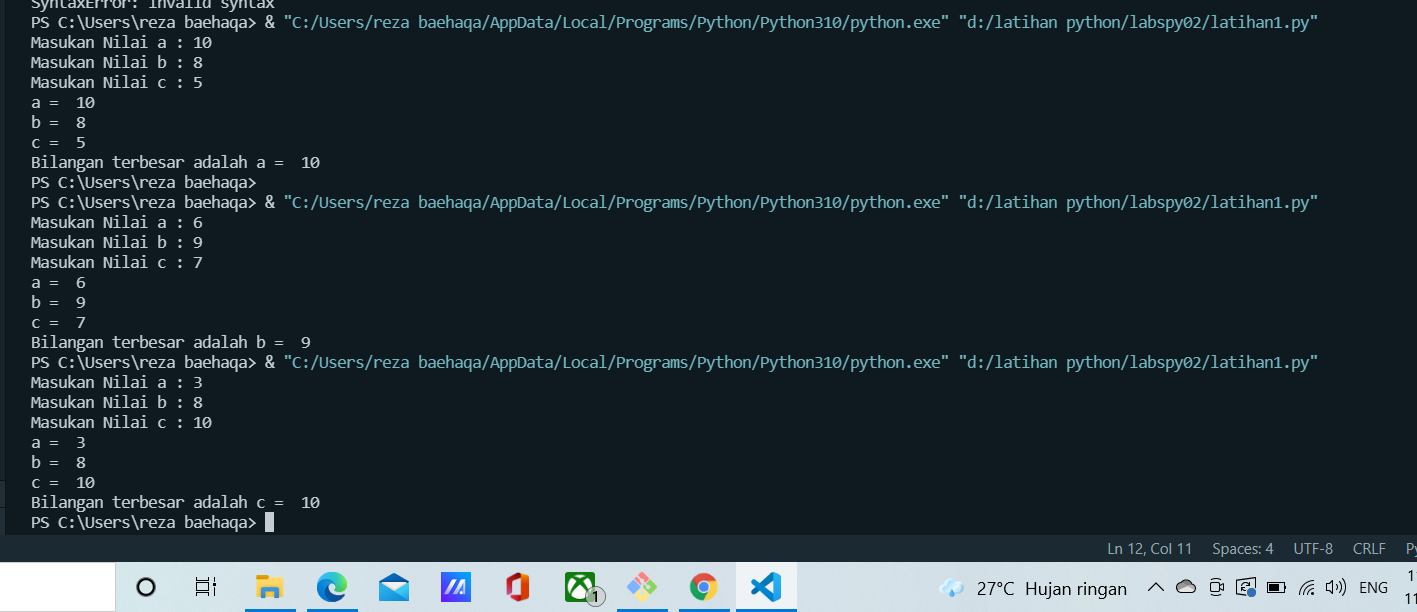 SyntaxError: invalid syntax
PS C:\Users\reza baehaqa> & "C:/Users/reza baehaqa/AppData/Local/Programs/Python/Python310/python.exe" "d:/latihan python/labspy02/latihan1.py"
Masukan Nilai a : 10
Masukan Nilai b : 8
Masukan Nilai c : 5
a =  10
b =  8
c =  5
Bilangan terbesar adalah a =  10
PS C:\Users\reza baehaqa>
PS C:\Users\reza baehaqa> & "C:/Users/reza baehaqa/AppData/Local/Programs/Python/Python310/python.exe" "d:/latihan python/labspy02/latihan1.py"
Masukan Nilai a : 6
Masukan Nilai b : 9
Masukan Nilai c : 7
a =  6
b =  9
c =  7
Bilangan terbesar adalah b =  9
PS C:\Users\reza baehaqa> & "C:/Users/reza baehaqa/AppData/Local/Programs/Python/Python310/python.exe" "d:/latihan python/labspy02/latihan1.py"
Masukan Nilai a : 3
Masukan Nilai b : 8
Masukan Nilai c : 10
a =  3
b =  8
c =  10
Bilangan terbesar adalah c =  10
PS C:\Users\reza baehaqa>
Ln 12, Col 11 Spaces: 4 UTF-8 CRLF
1
27°C Hujan ringan ENG